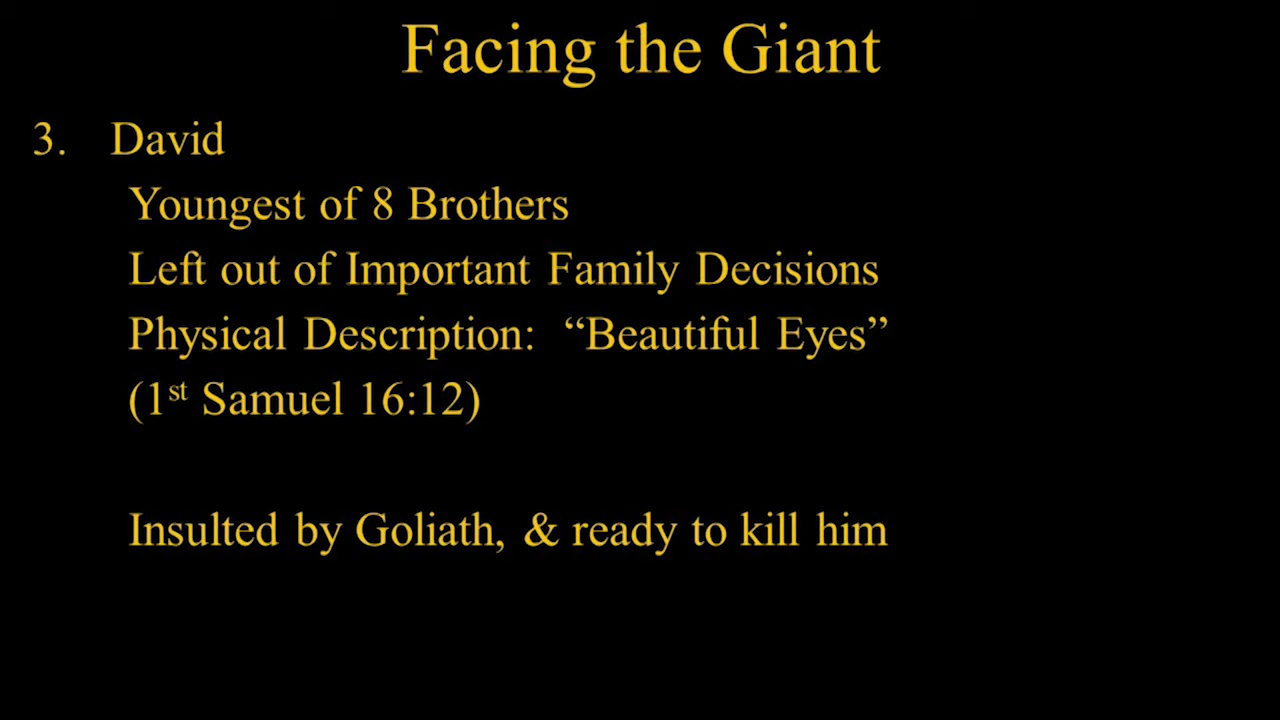 Facing the Giant
3. David
Youngest of 8 Brothers
Left out of Important Family Decisions
Physical Description: “Beautiful Eyes”
(1st Samuel 16:12)
Insulted by Goliath, & ready to kill him